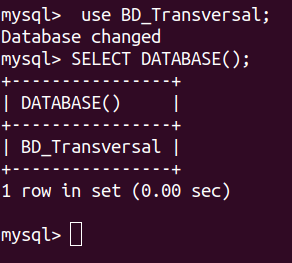 mysql>  use BD_Transversal;
Database changed
mysql> SELECT DATABASE();
+----------------+
| DATABASE()     |
+----------------+
| BD_Transversal |
+----------------+
1 row in set (0.00 sec)
mysql>